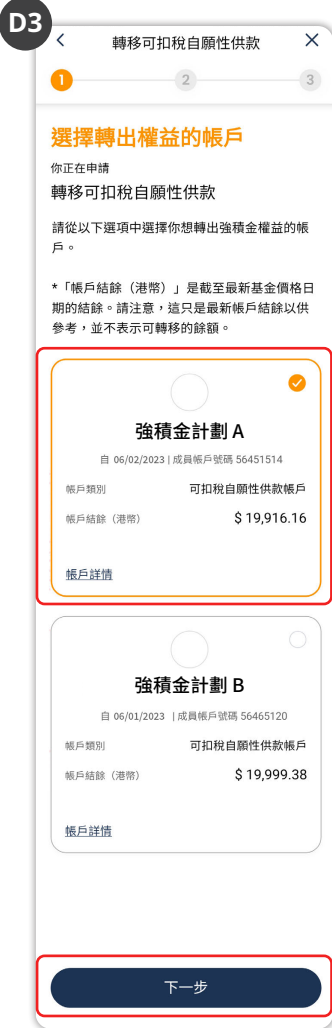 D3
轉移可扣稅自願性供款
1
2
3
選擇轉出權益的帳戶
你正在申請
轉移可扣稅自願性供款
請從以下選項中選擇你想轉出強積金權益的帳
戶。
*「帳戶結餘（港幣）」是截至最新基金價格日
期的結餘。請注意，這只是最新帳戶結餘以供
參考，並不表示可轉移的餘額。
強積金計劃 A
自 06/02/2023 | 成員帳戶號碼 56451514
帳戶類別 可扣稅自願性供款帳戶
帳戶結餘（港幣） $ 19,916.16
帳戶詳情
強積金計劃 B
自 06/01/2023 | 成員帳戶號碼 56465120
帳戶類別 可扣稅自願性供款帳戶
帳戶結餘（港幣） $ 19,999.38
帳戶詳情
下一步